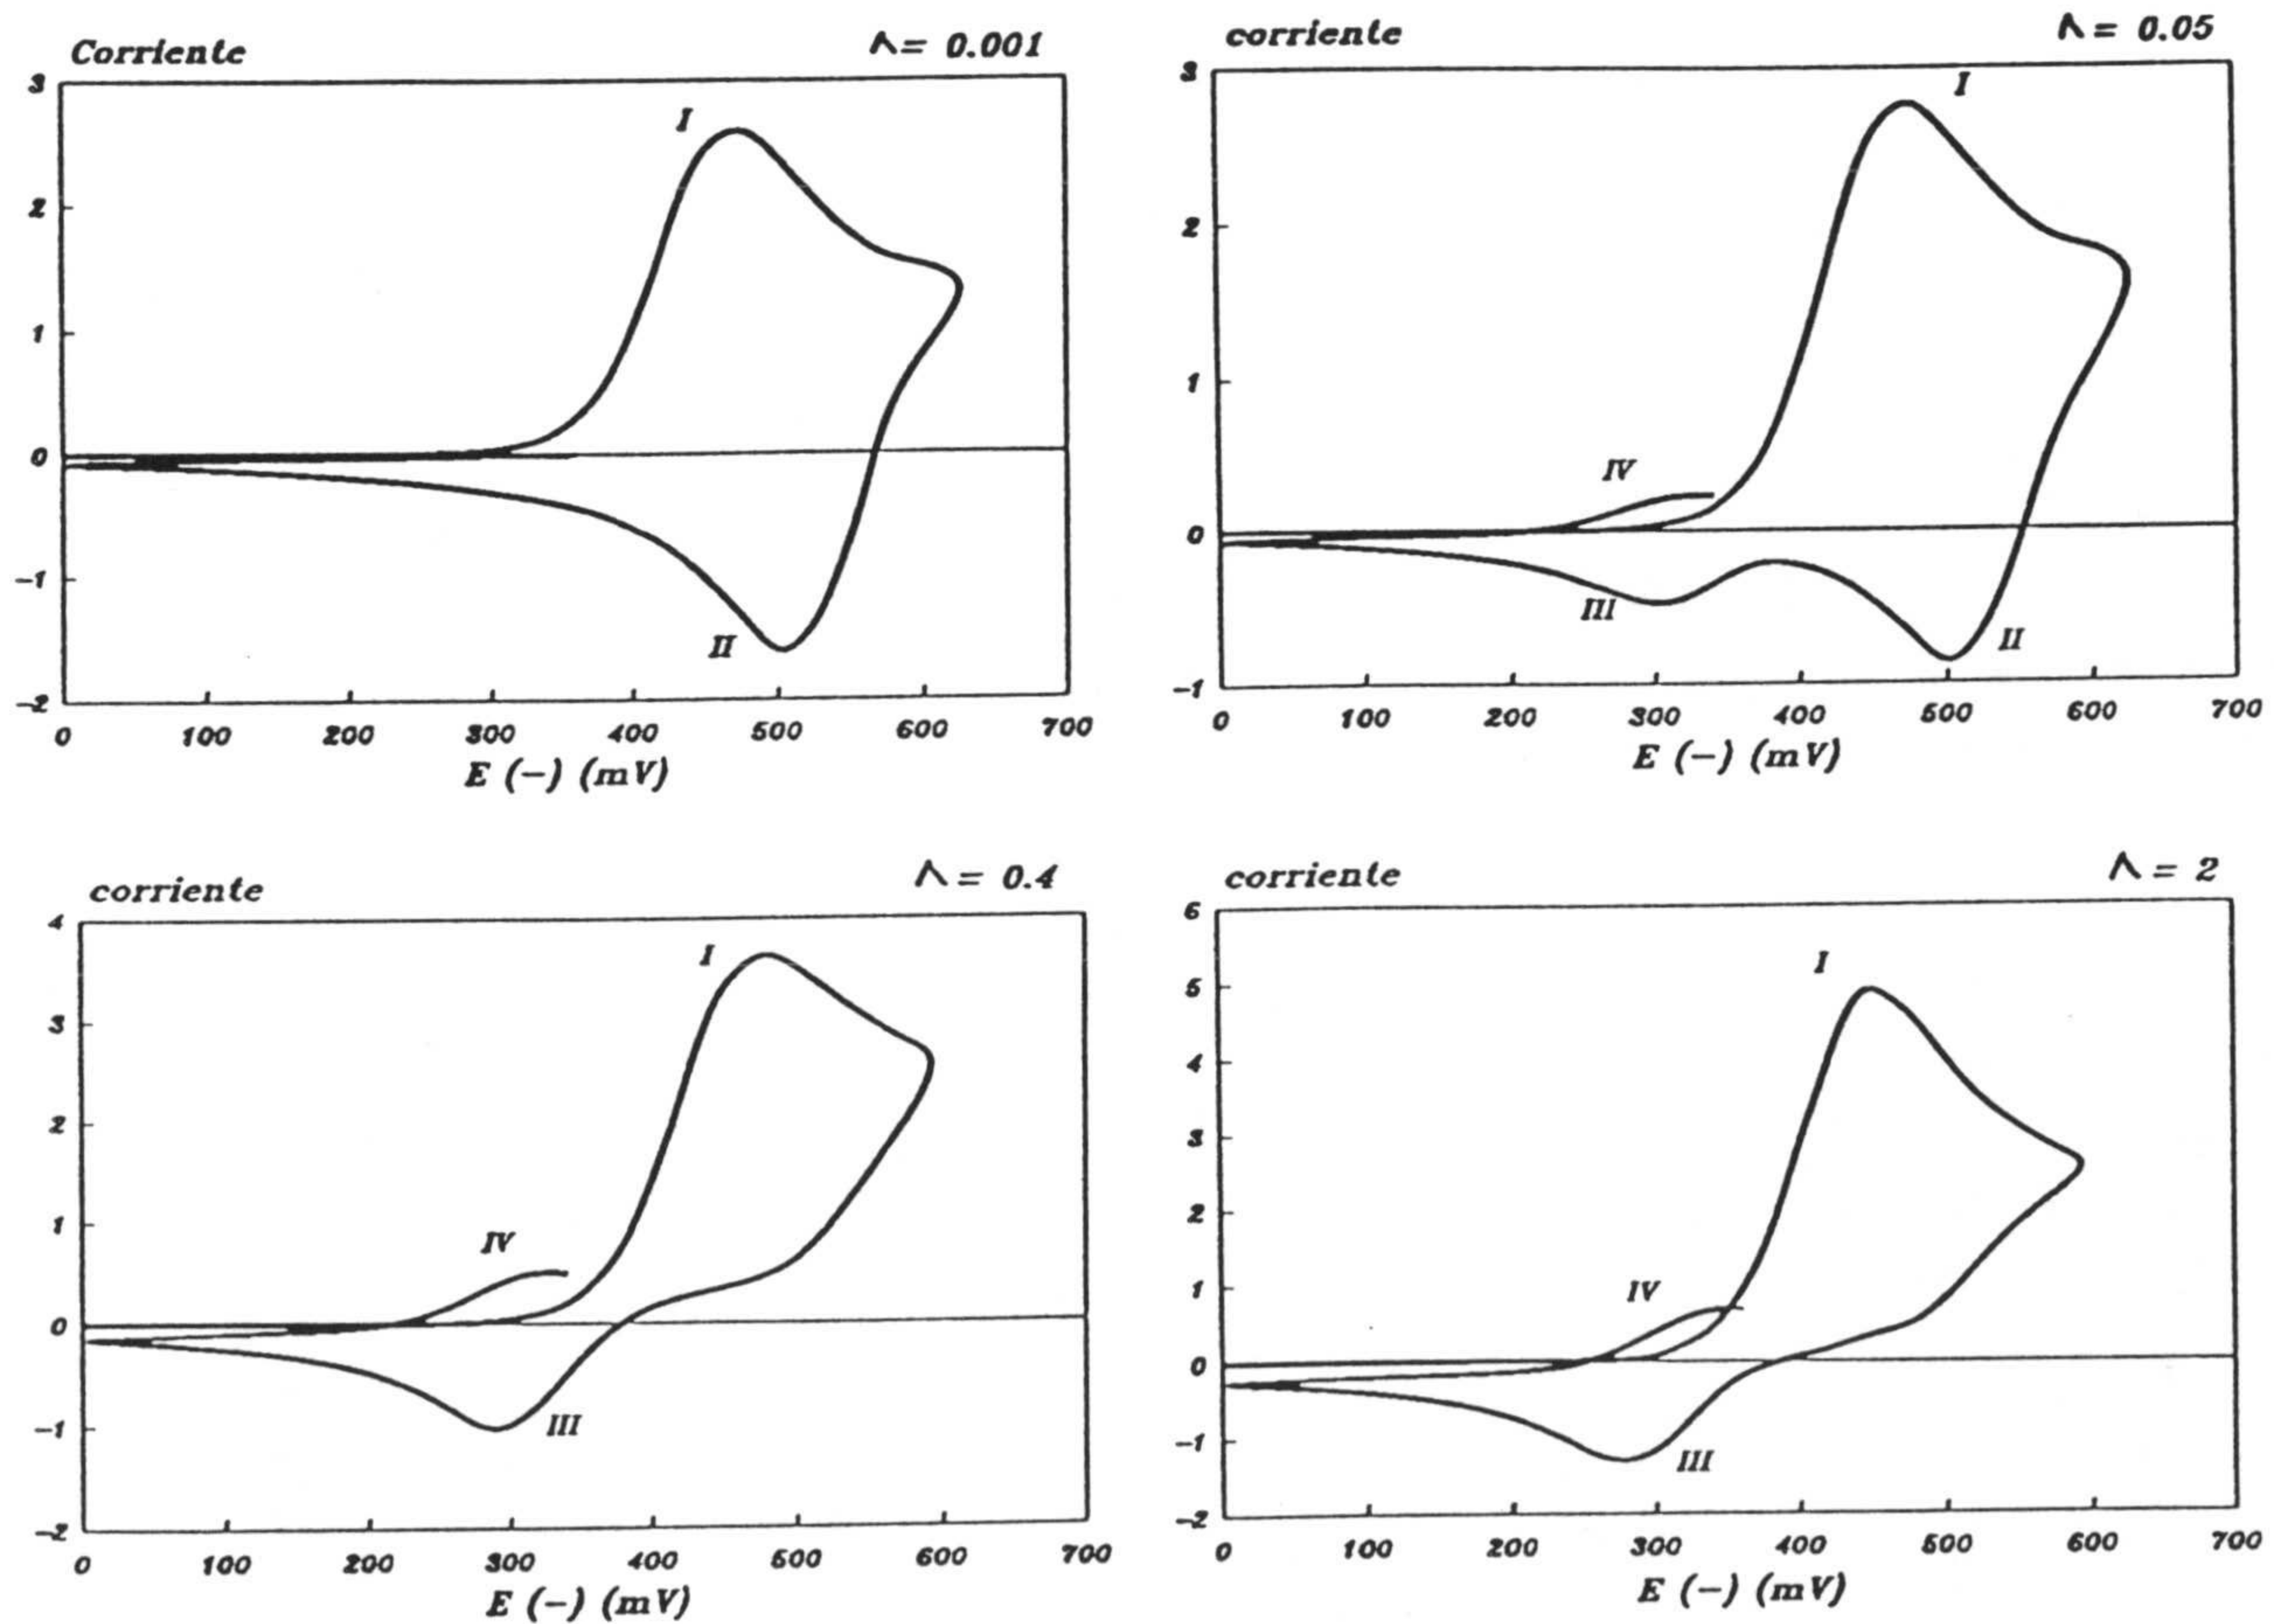 Corriente
Λ= 0.001
3
I
2
1
0
-1
II
-2
0 100 200 300 400 500 600 700
E (-) (mV)
corriente
Λ= 0.05
3
I
2
1
IV
0
III
II
-1
0 100 200 300 400 500 600 700
E (-) (mV)
corriente
Λ= 0.4
4
I
3
2
1
IV
0
-1
III
-2
0 100 200 300 400 500 600 700
E (-) (mV)
corriente
Λ= 2
6
I
5
4
3
2
1
IV
0
-1
III
-2
0 100 200 300 400 500 600 700
E (-) (mV)